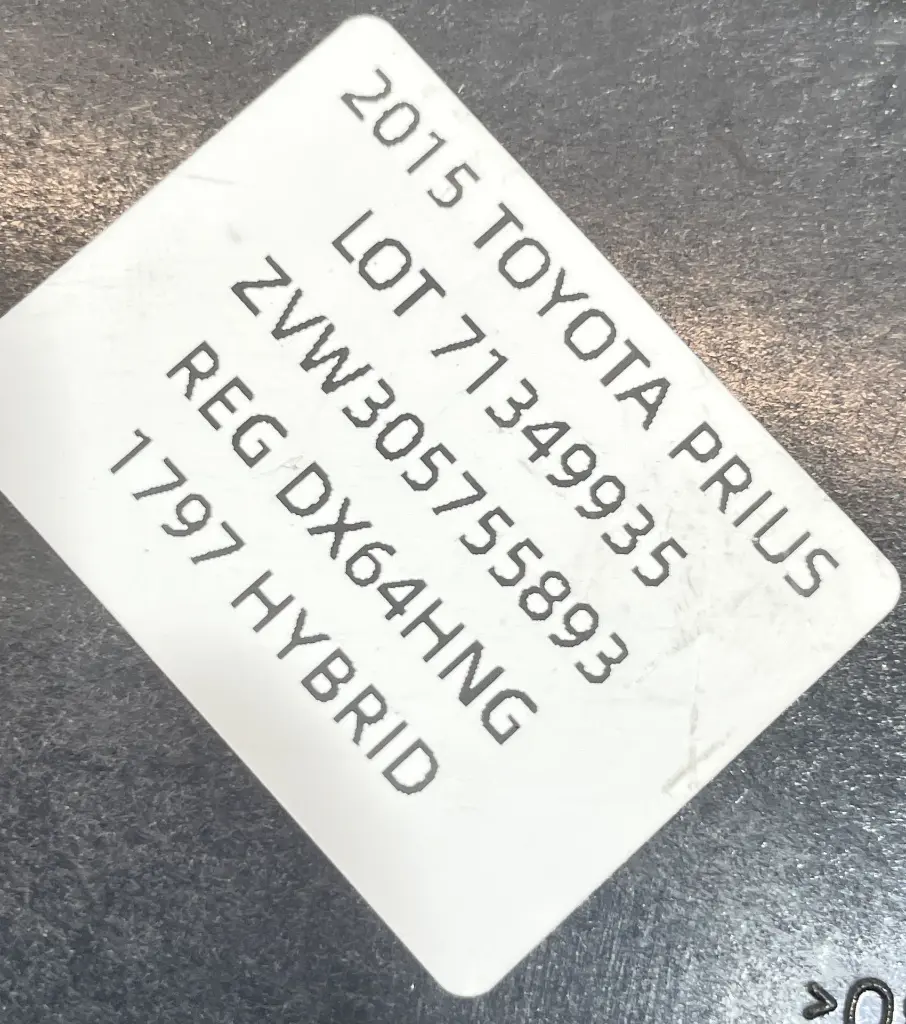 2015 TOYOTA PRIUS
LOT 71349935
ZVW305755893
REG DX64HNG
1797 HYBRID